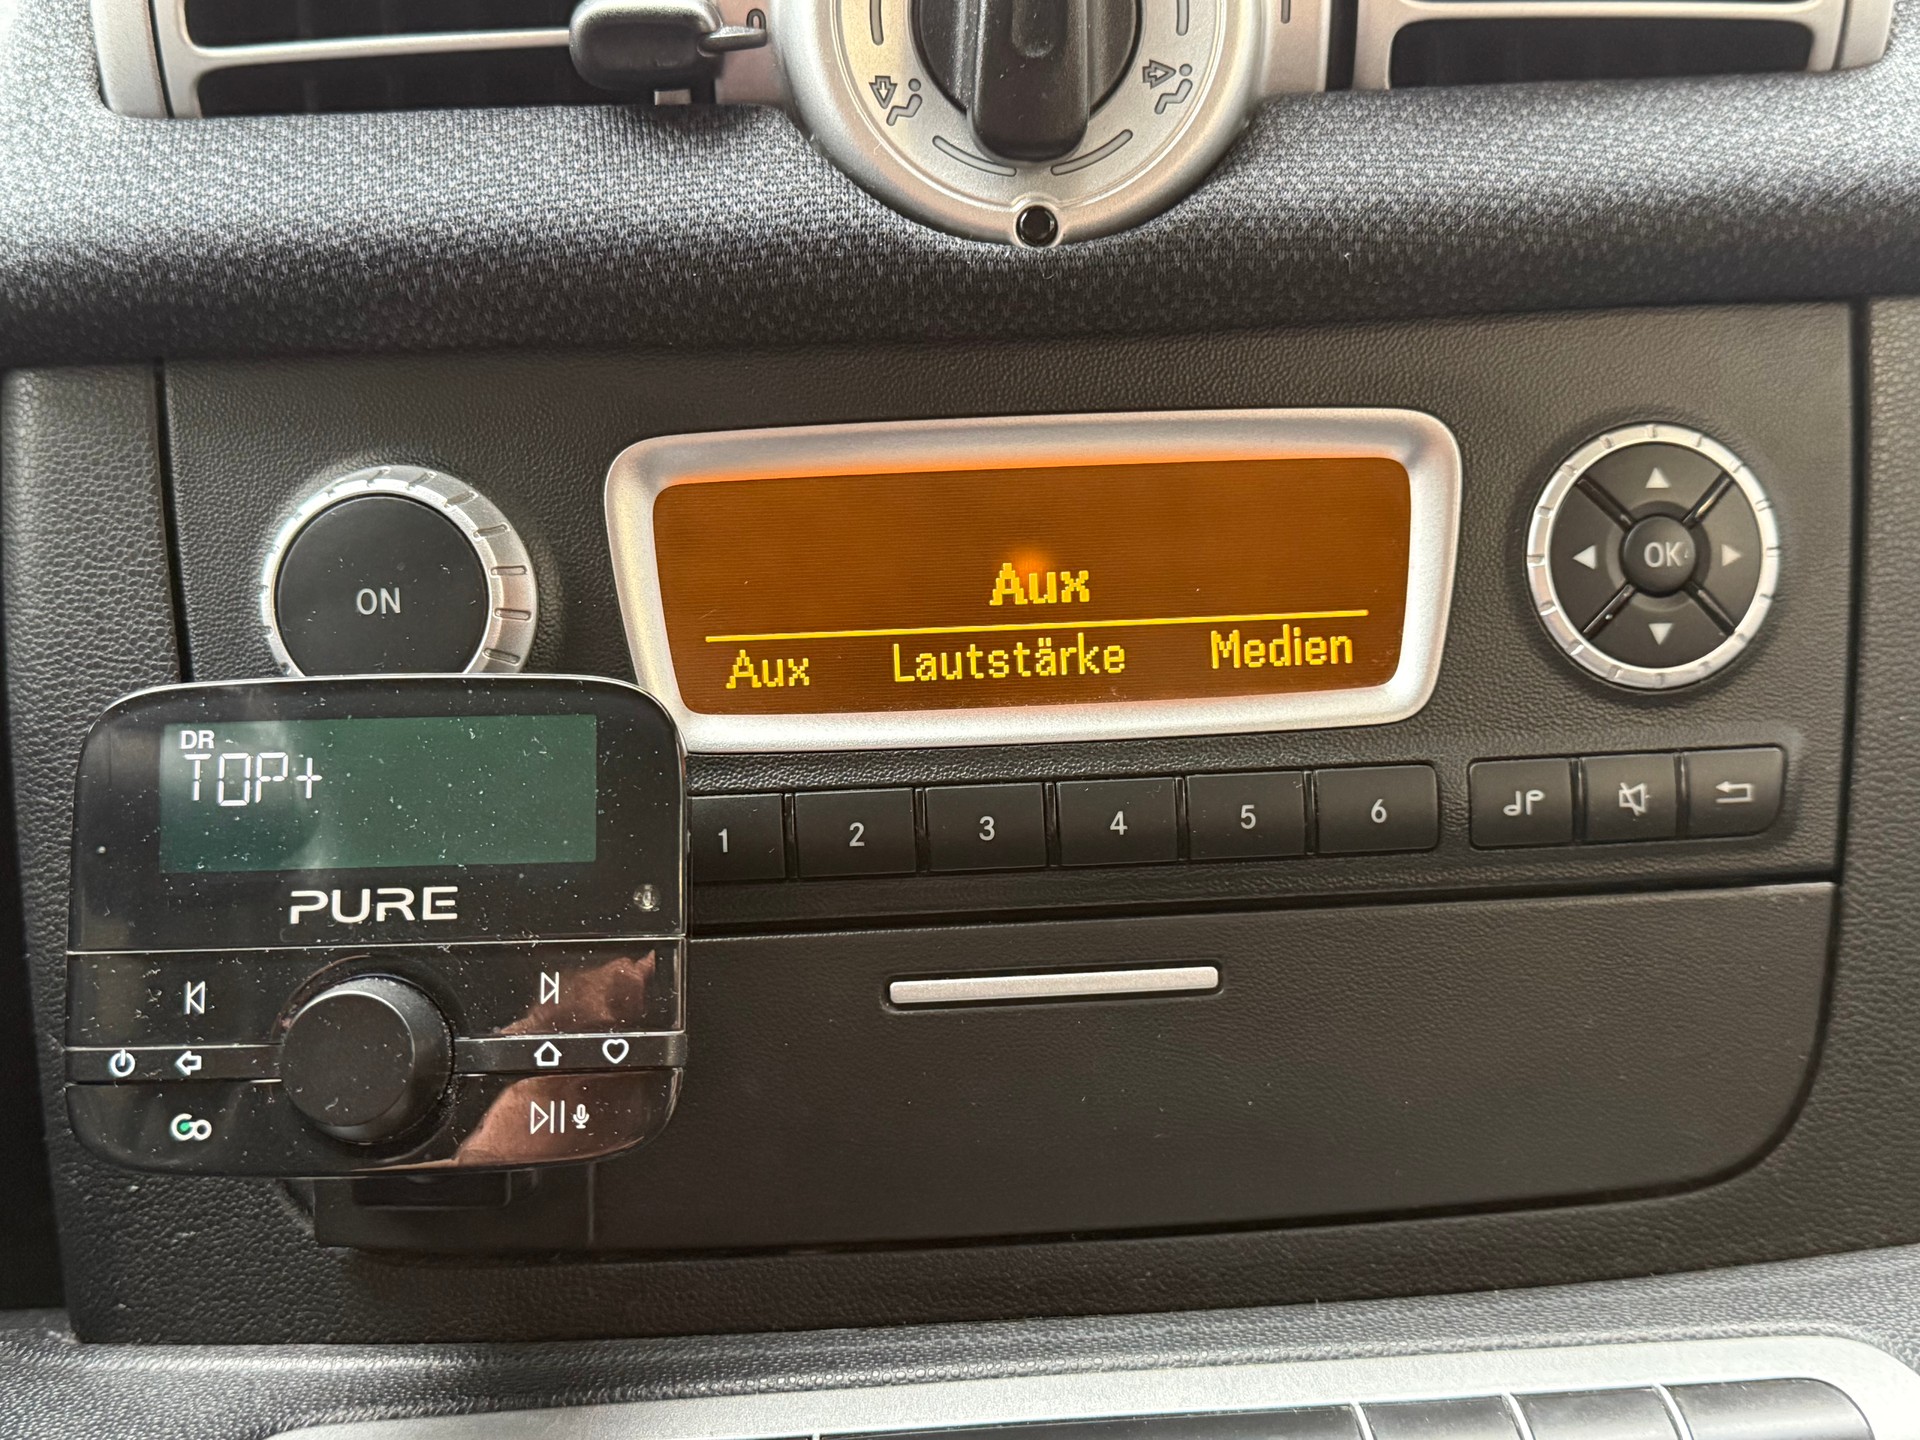 ON
Aux
Aux Lautstärke Medien
OK
DR
TOP+
PURE
1 2 3 4 5 6